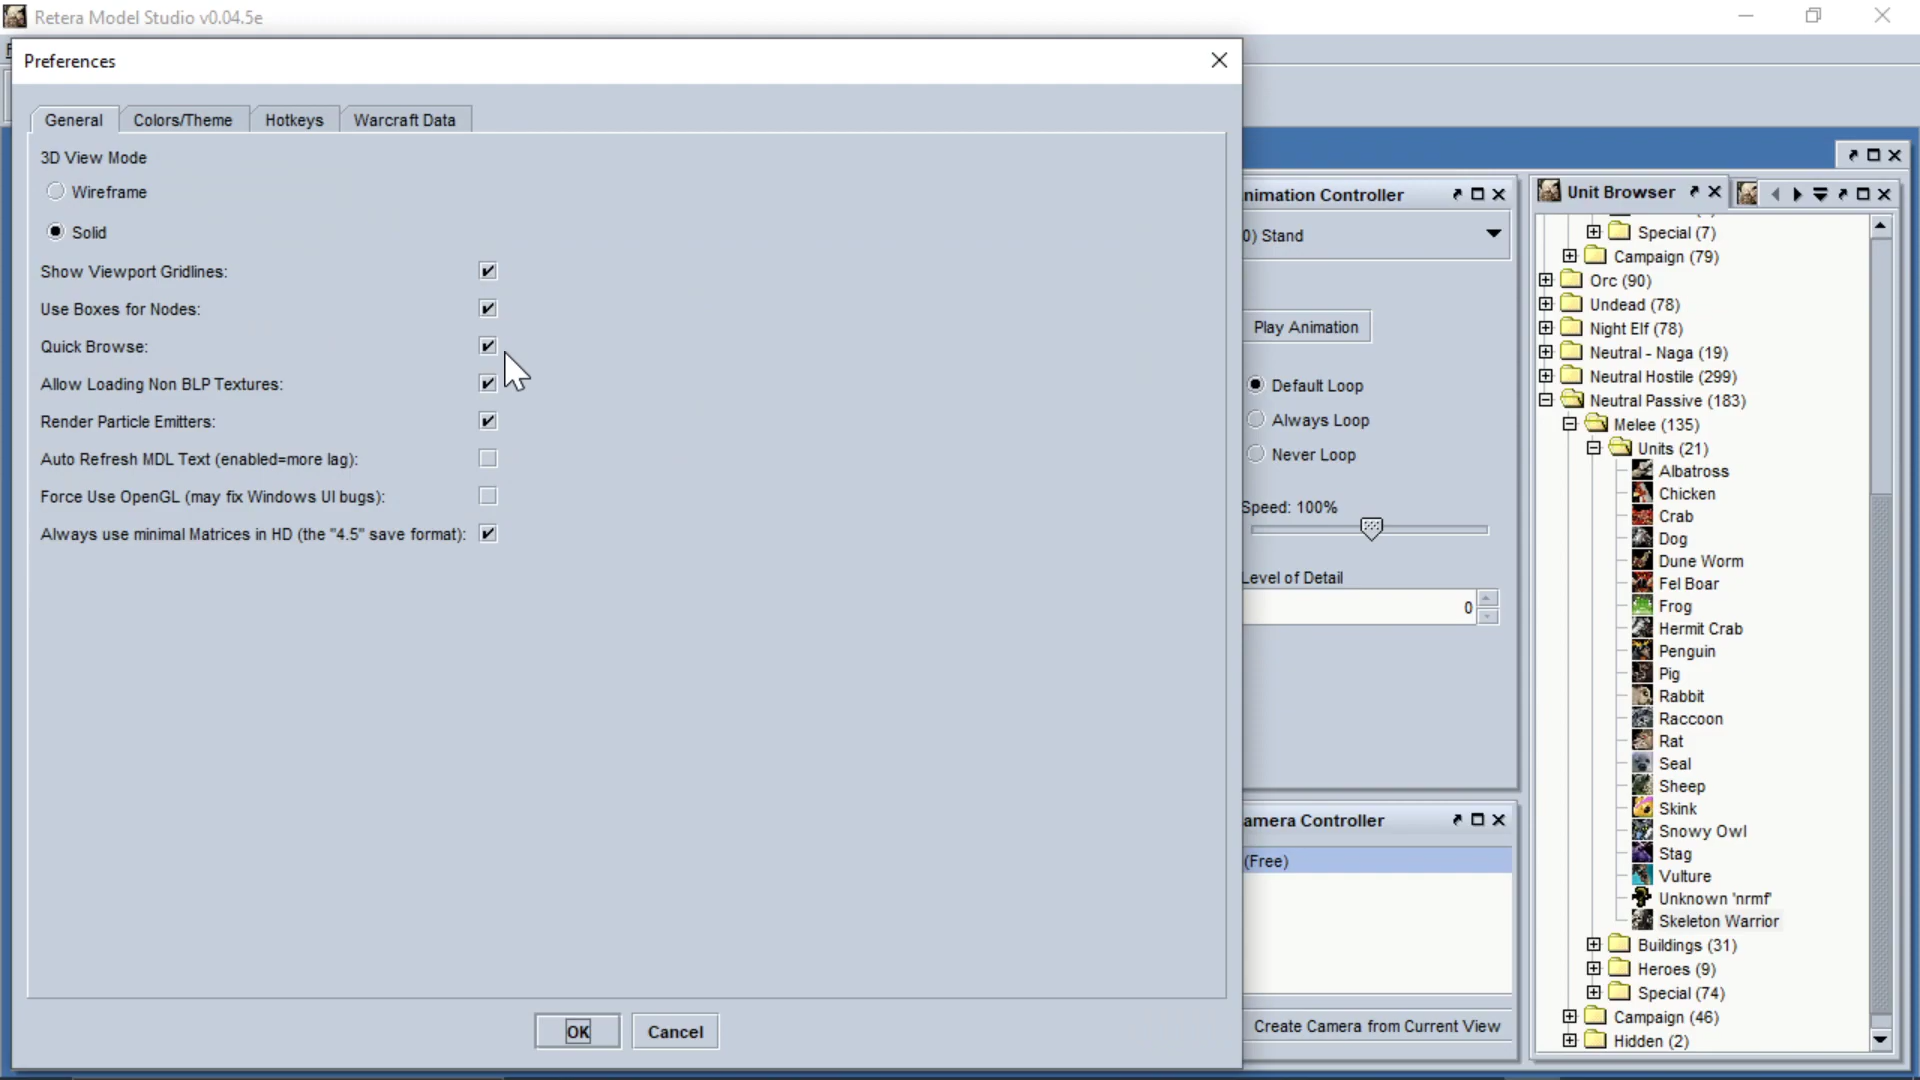 Retera Model Studio v0.04.5e
Preferences
General
Colors/Theme
Hotkeys
Warcraft Data
3D View Mode
Wireframe
Solid
Show Viewport Gridlines:
Use Boxes for Nodes:
Quick Browse:
Allow Loading Non BLP Textures:
Render Particle Emitters:
Auto Refresh MDL Text (enabled=more lag):
Force Use OpenGL (may fix Windows UI bugs):
Always use minimal Matrices in HD (the "4.5" save format):
OK
Cancel
nimation Controller
0) Stand
Play Animation
Default Loop
Always Loop
Never Loop
Speed: 100%
Level of Detail
0
amera Controller
(Free)
Create Camera from Current View
Unit Browser
Special (7)
Campaign (79)
Orc (90)
Undead (78)
Night Elf (78)
Neutral - Naga (19)
Neutral Hostile (299)
Neutral Passive (183)
Melee (135)
Units (21)
Albatross
Chicken
Crab
Dog
Dune Worm
Fel Boar
Frog
Hermit Crab
Penguin
Pig
Rabbit
Raccoon
Rat
Seal
Sheep
Skink
Snowy Owl
Stag
Vulture
Unknown 'nrmf'
Skeleton Warrior
Buildings (31)
Heroes (9)
Special (74)
Campaign (46)
Hidden (2)